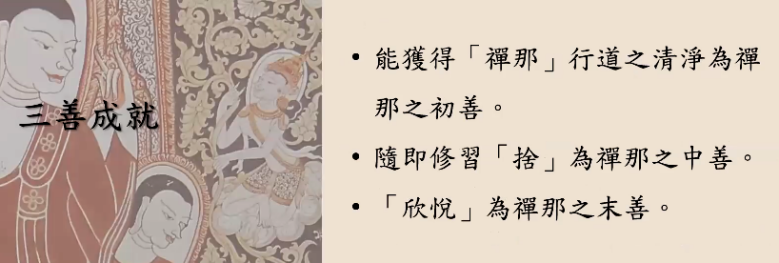 三善成就
• 能獲得「禪那」行道之清淨為禪
那之初善。
• 隨即修習「捨」為禪那之中善。
• 「欣悅」為禪那之末善。